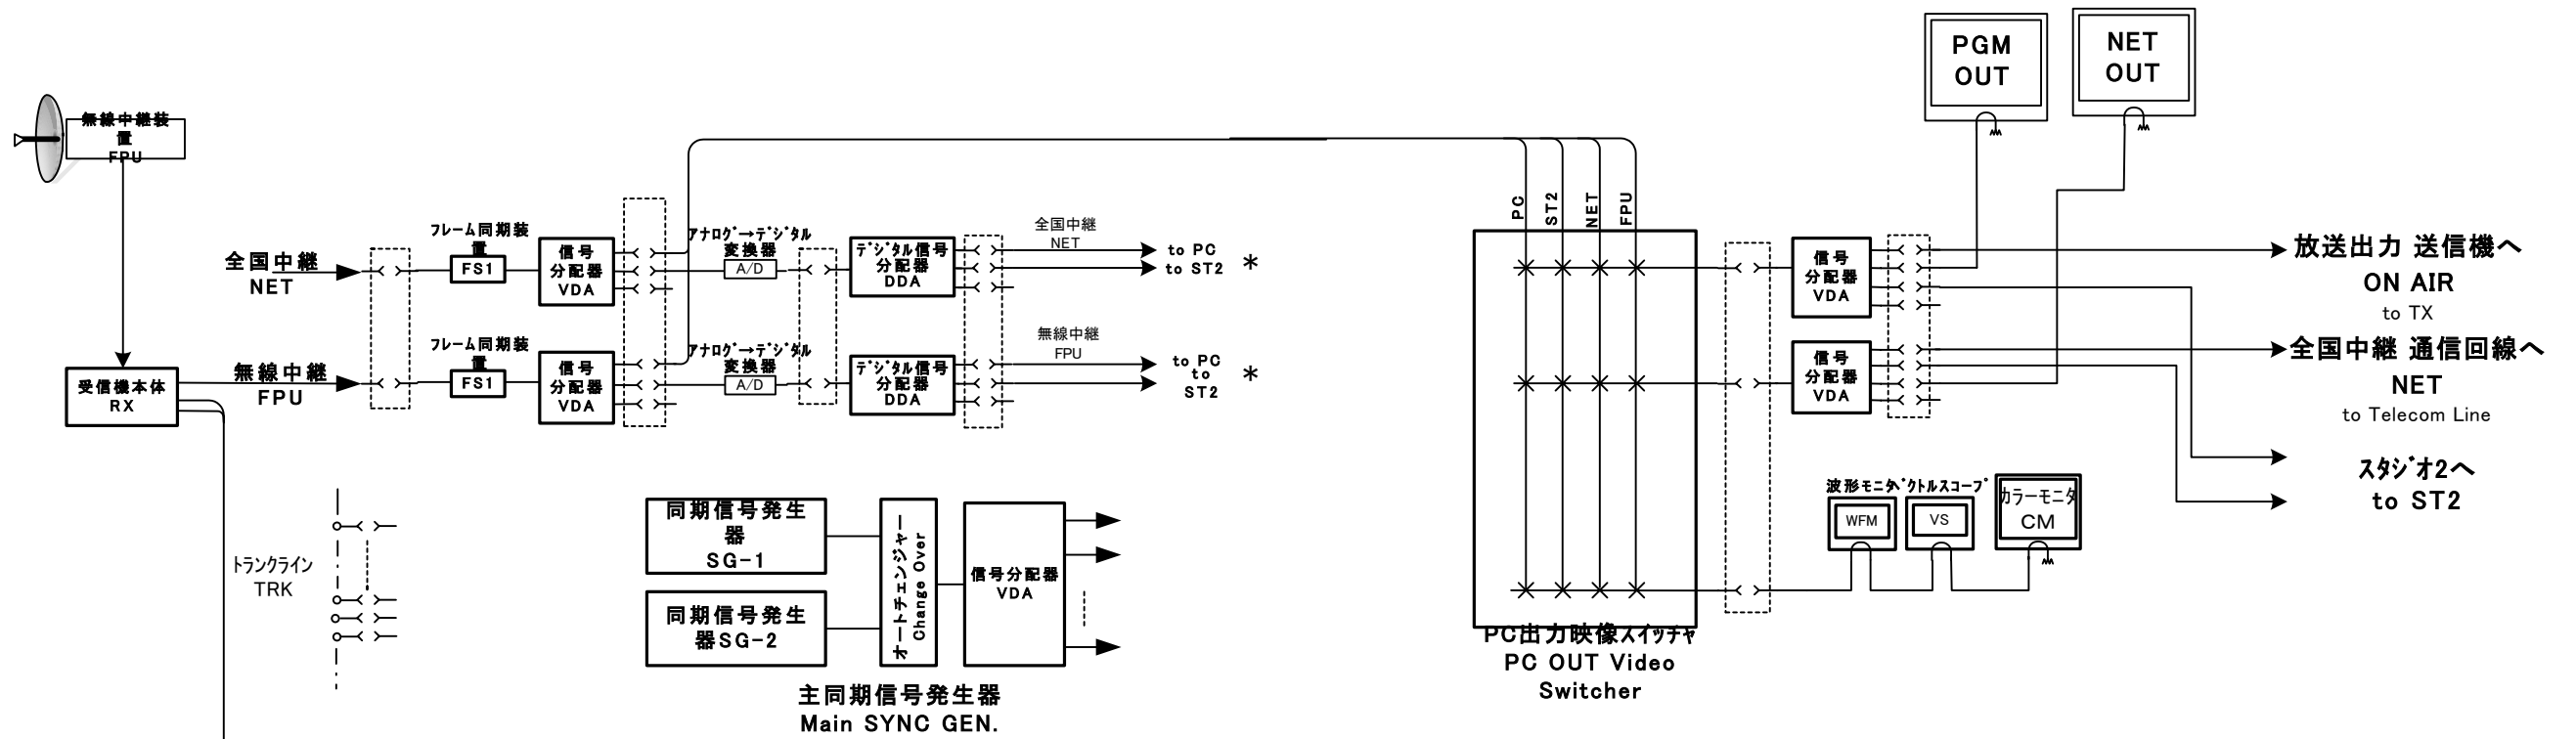 無線中継装
置
FPU
受信機本体
RX
全国中継
NET
無線中継
FPU
トランクライン
TRK
フレーム同期装
置
FS1
フレーム同期装
置
FS1
信号
分配器
VDA
信号
分配器
VDA
アナログ→デジタル
変換器
A/D
アナログ→デジタル
変換器
A/D
デジタル信号
分配器
DDA
デジタル信号
分配器
DDA
全国中継
NET
to PC
to ST2
*
無線中継
FPU
to PC
to
ST2
*
同期信号発生
器
SG-1
同期信号発生
器SG-2
オートチェンジャー
Change Over
信号分配器
VDA
主同期信号発生器
Main SYNC GEN.
PC
ST2
NET
FPU
PC出力映像スイッチャ
PC OUT Video
Switcher
PGM
OUT
NET
OUT
信号
分配器
VDA
信号
分配器
VDA
波形モニタ
ベクトルスコープ
WFM
VS
カラーモニタ
CM
放送出力 送信機へ
ON AIR
to TX
全国中継 通信回線へ
NET
to Telecom Line
スタジオ2へ
to ST2